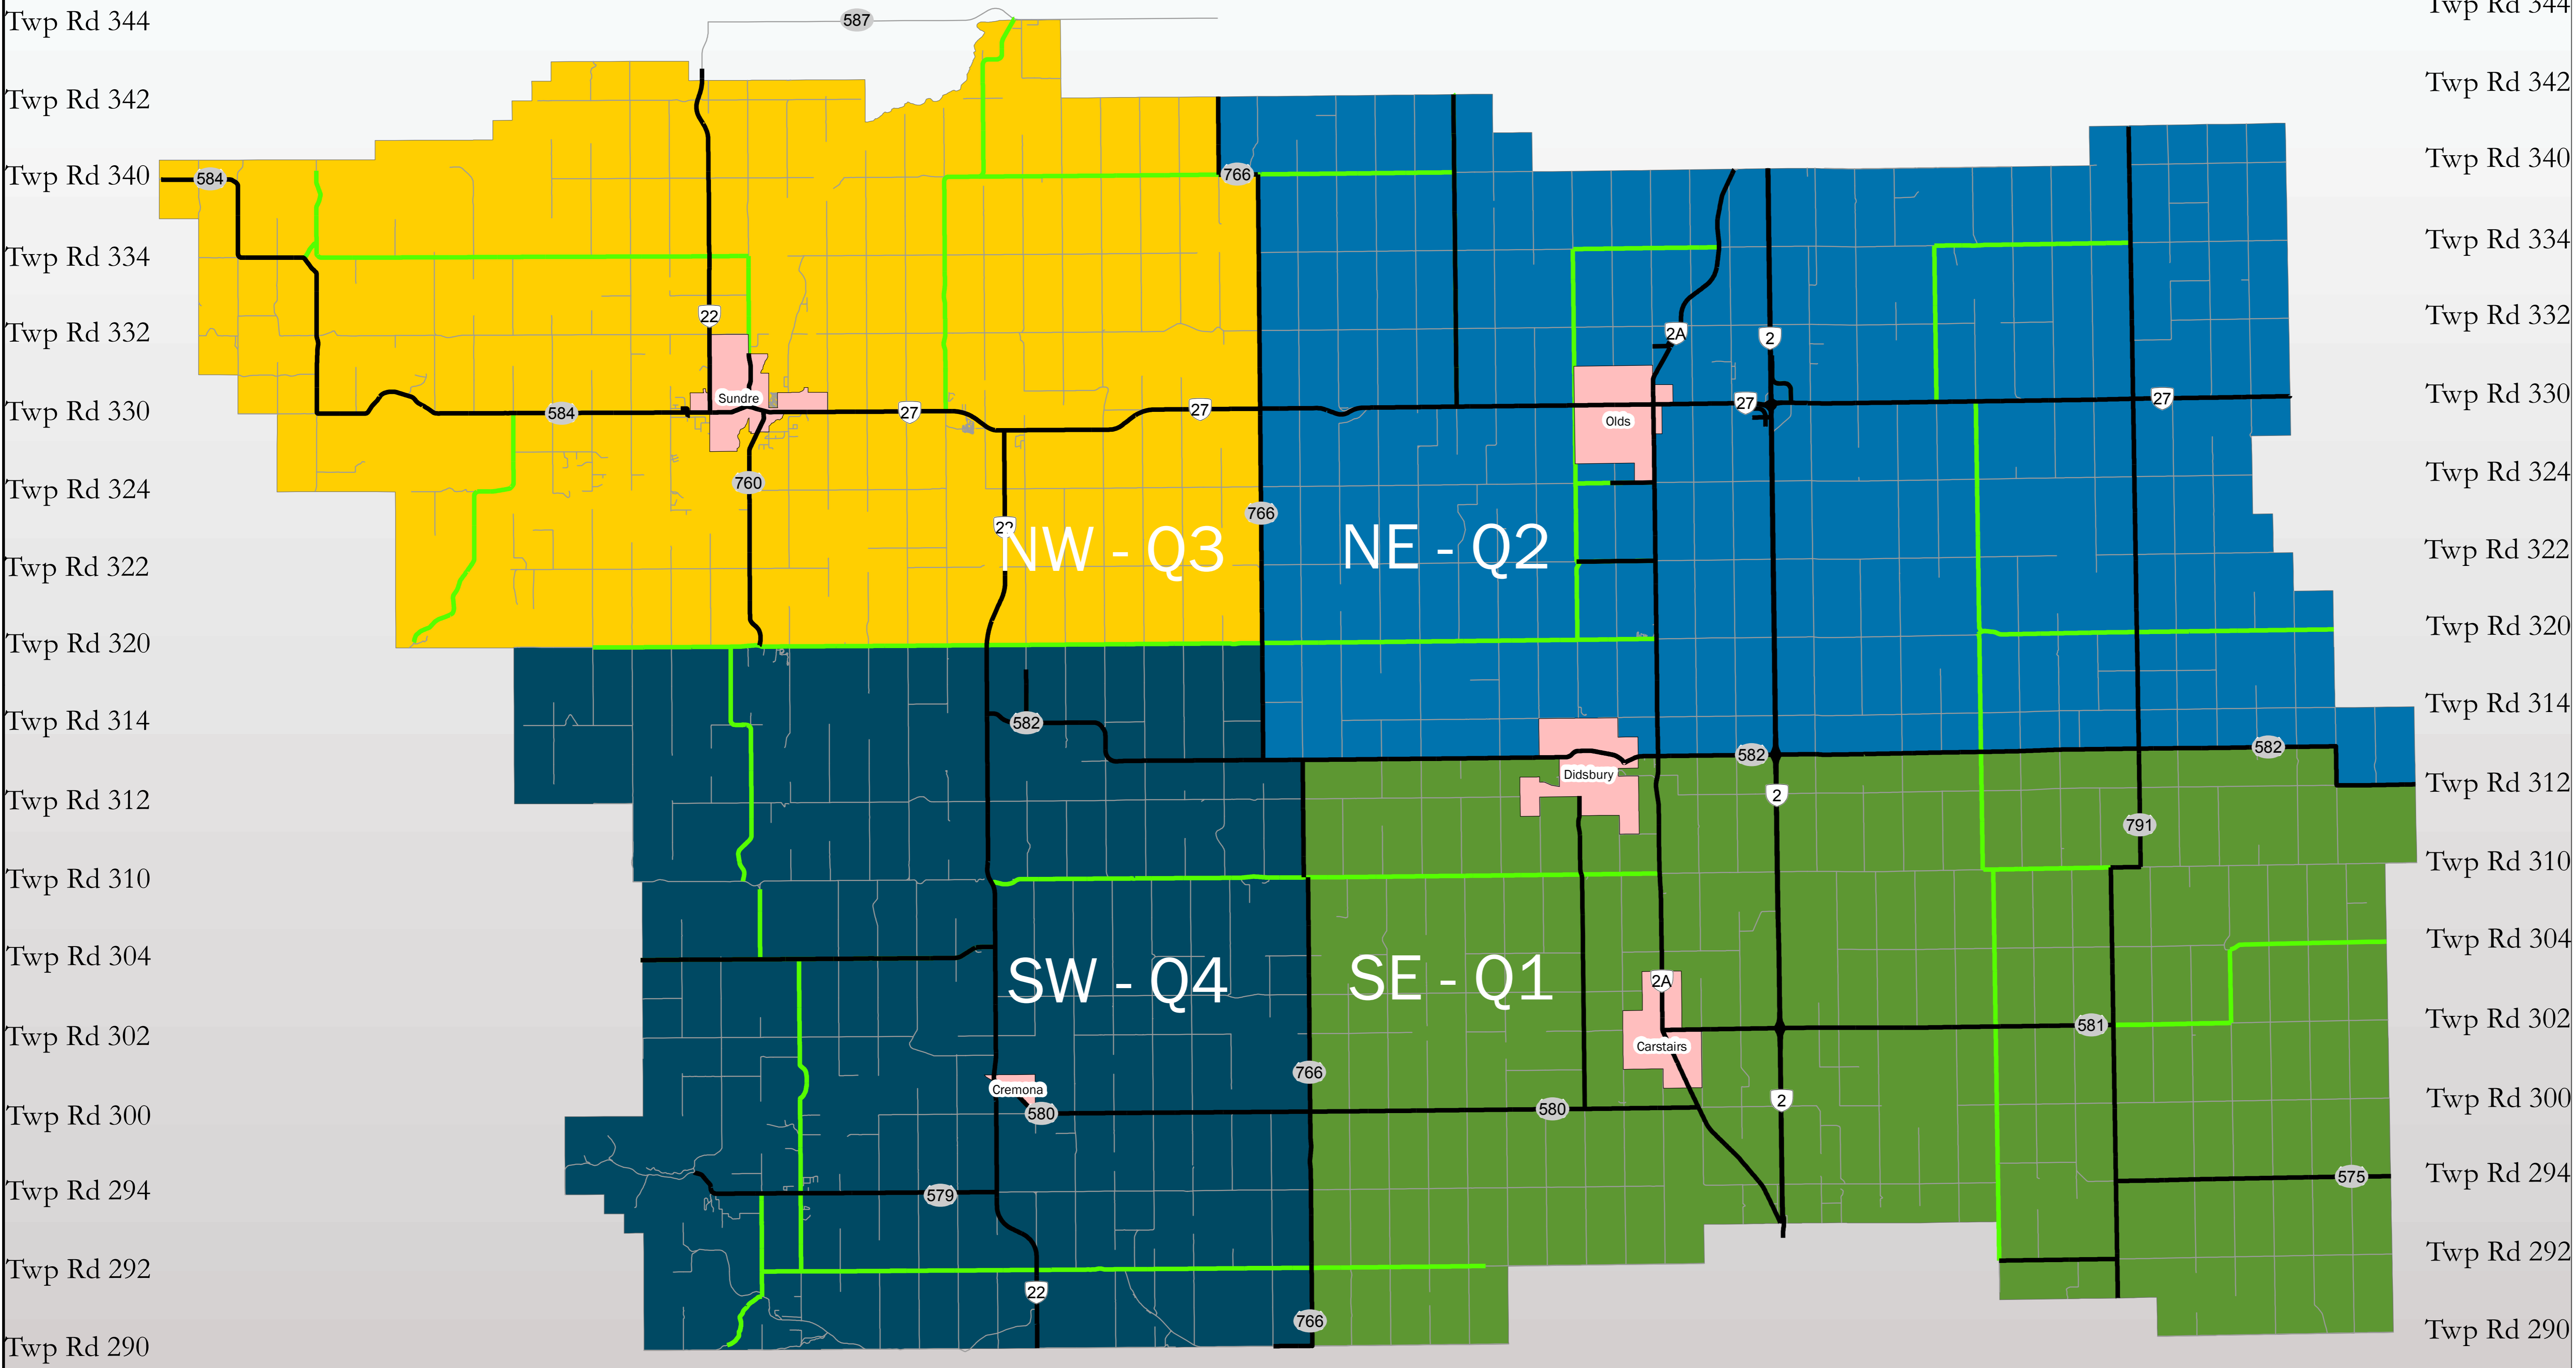 Twp Rd 344
587
Twp Rd 344
Twp Rd 342
Twp Rd 342
Twp Rd 340
584
766
Twp Rd 340
Twp Rd 334
Twp Rd 334
22
Twp Rd 332
2A
2
Twp Rd 332
Sundre
Twp Rd 330
584
27
27
Olds
27
27
Twp Rd 330
Twp Rd 324
760
Twp Rd 324
22
766
NW - Q3
NE - Q2
Twp Rd 322
Twp Rd 322
Twp Rd 320
Twp Rd 320
Twp Rd 314
582
Twp Rd 314
582
582
Didsbury
Twp Rd 312
2
Twp Rd 312
791
Twp Rd 310
Twp Rd 310
Twp Rd 304
Twp Rd 304
SW - Q4
SE - Q1
2A
Twp Rd 302
581
Twp Rd 302
Carstairs
766
Cremona
Twp Rd 300
580
580
2
Twp Rd 300
Twp Rd 294
579
575
Twp Rd 294
Twp Rd 292
Twp Rd 292
22
766
Twp Rd 290
Twp Rd 290